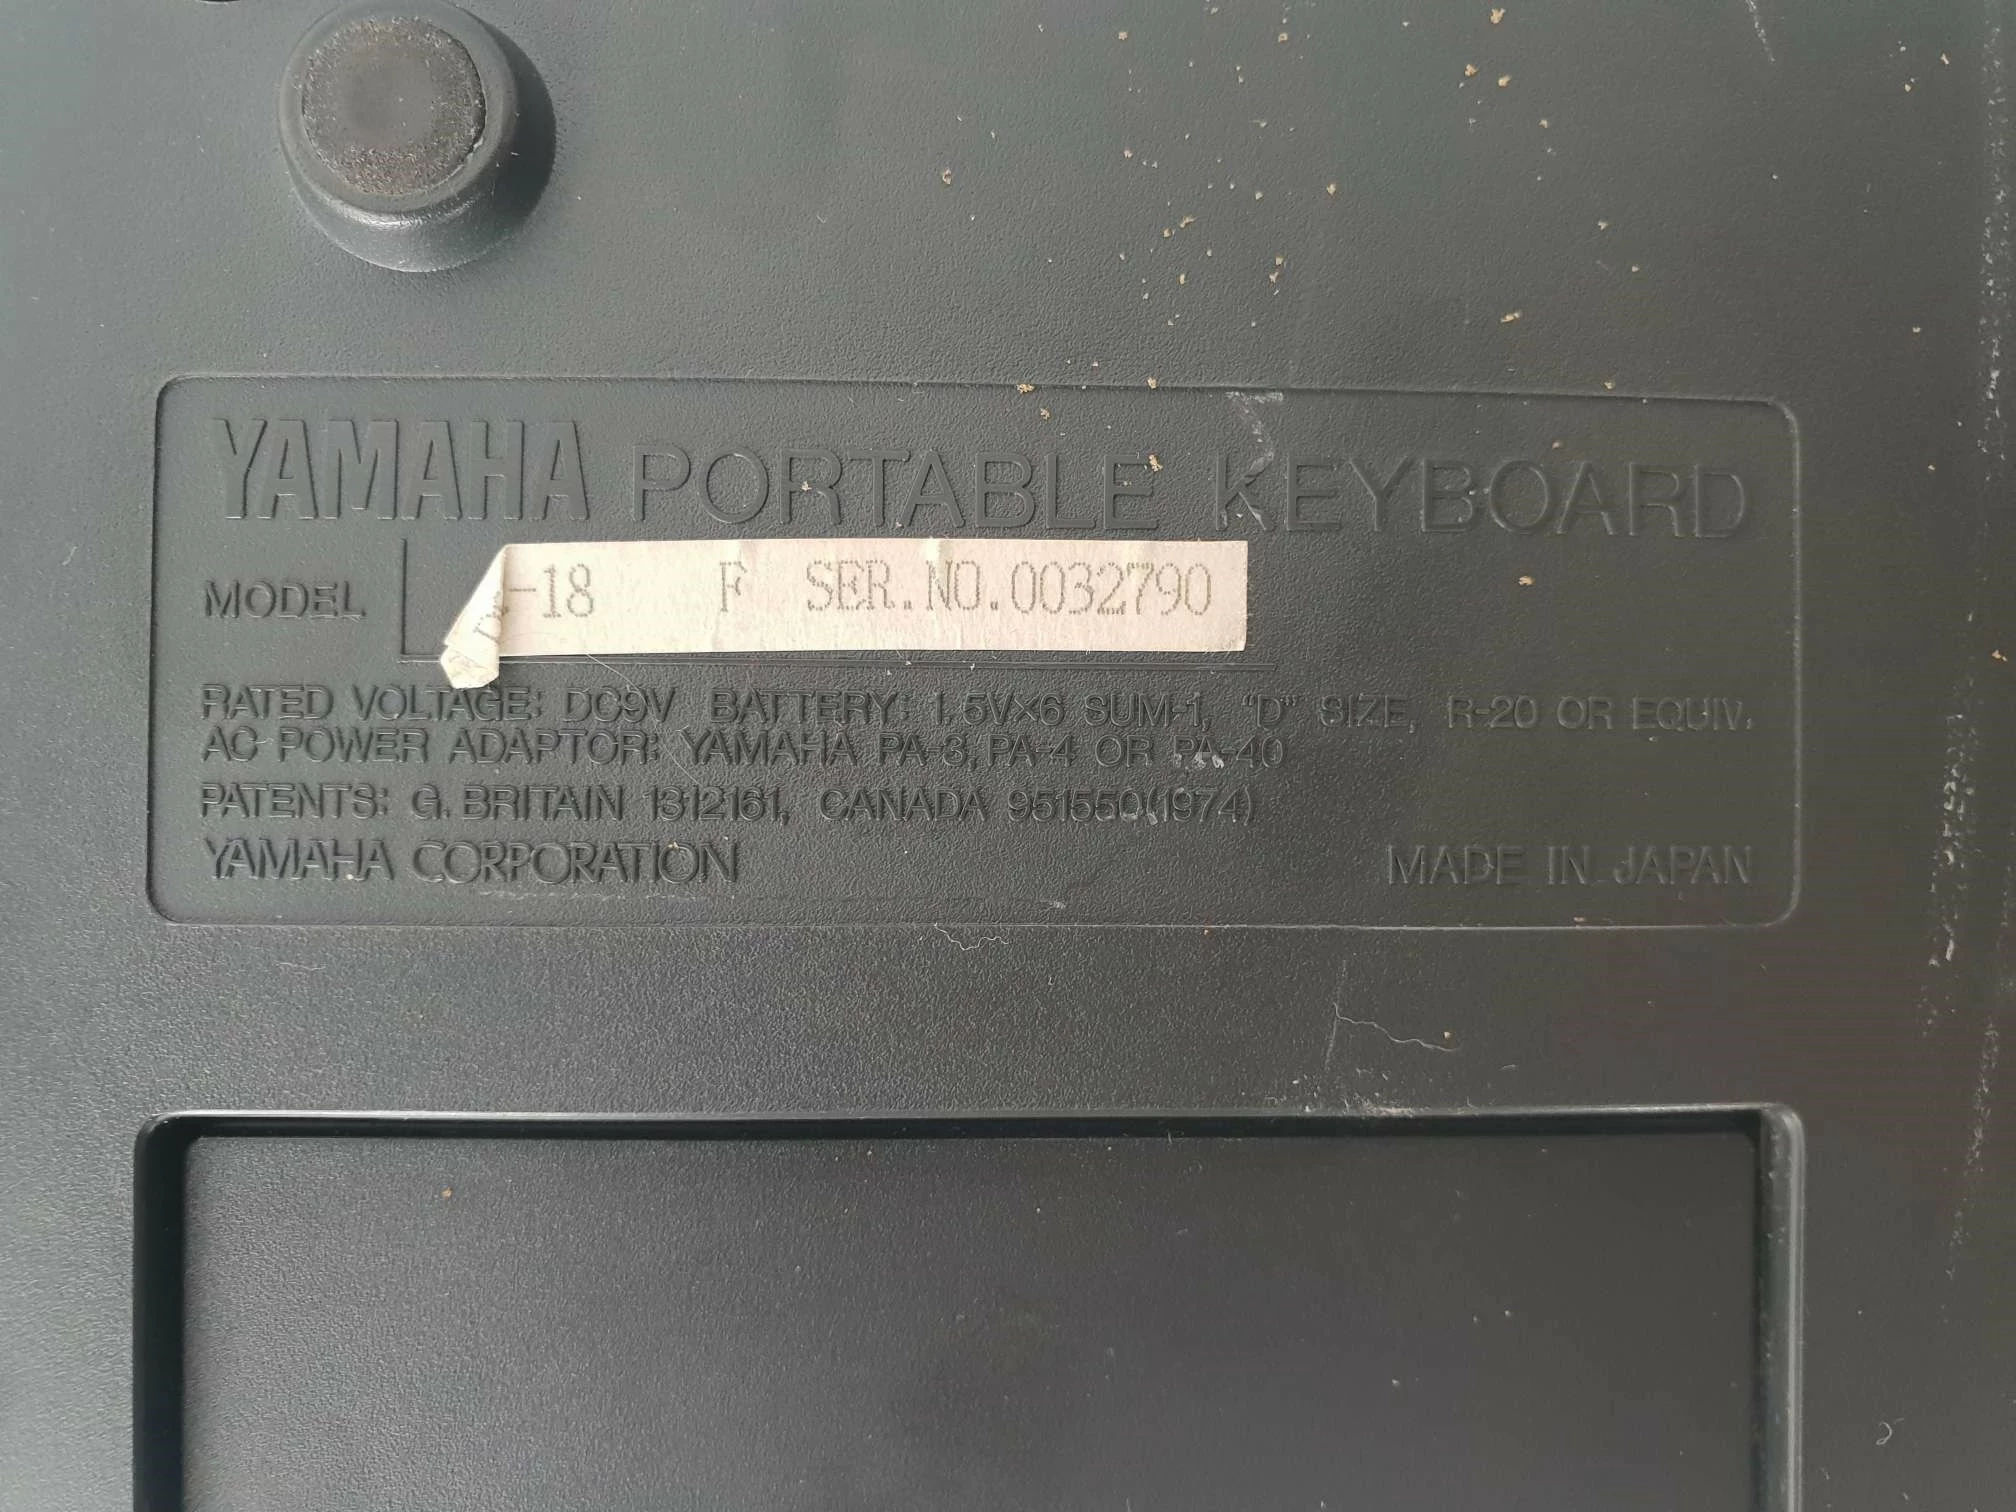 YAMAHA PORTABLE KEYBOARD
MODEL -18 F SER.NO.0032790
RATED VOLTAGE: DC9V BATTERY: 1.5V×6 SUM-1, "D" SIZE, R-20 OR EQUIV.
AC POWER ADAPTOR: YAMAHA PA-3, PA-4 OR PA-40
PATENTS: G. BRITAIN 1312161, CANADA 951550(1974)
YAMAHA CORPORATION MADE IN JAPAN